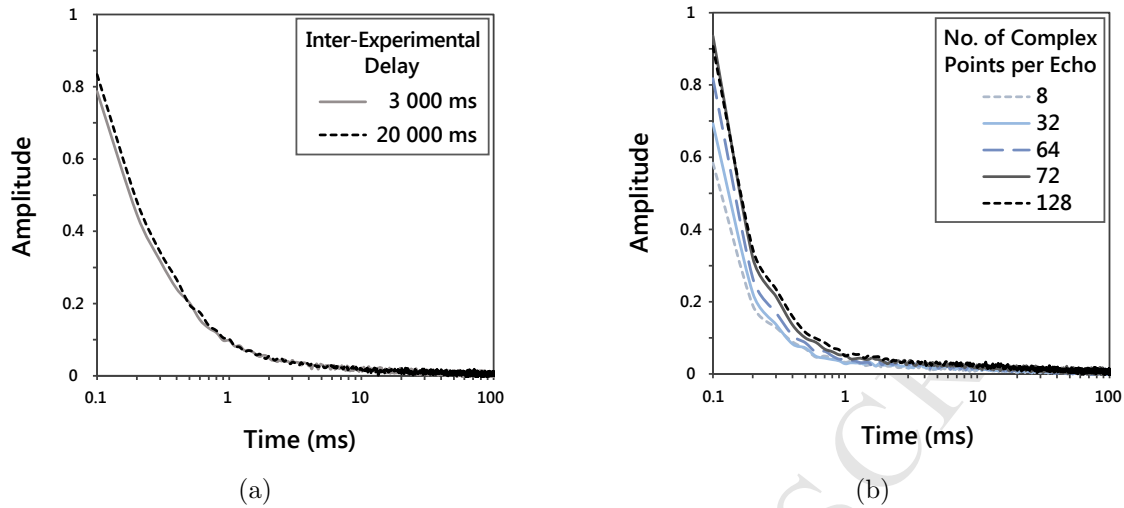 1
0.8
0.6
0.4
0.2
0
Amplitude
Inter-Experimental
Delay
3 000 ms
20 000 ms
0.1 1 10 100
Time (ms)
(a)
1
0.8
0.6
0.4
0.2
0
Amplitude
No. of Complex
Points per Echo
8
32
64
72
128
0.1 1 10 100
Time (ms)
(b)